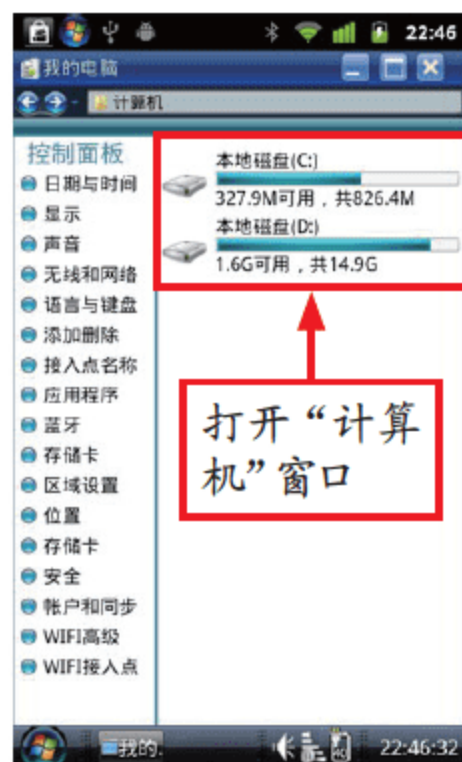 22:46
我的电脑
计算机
控制面板
日期与时间
显示
声音
无线和网络
语言与键盘
添加删除
接入点名称
应用程序
蓝牙
存储卡
区域设置
位置
存储卡
安全
帐户和同步
WIFI高级
WIFI接入点
本地磁盘(C:)
327.9M可用，共826.4M
本地磁盘(D:)
1.6G可用，共14.9G
打开“计算
机”窗口
我的.
40
22:46:32